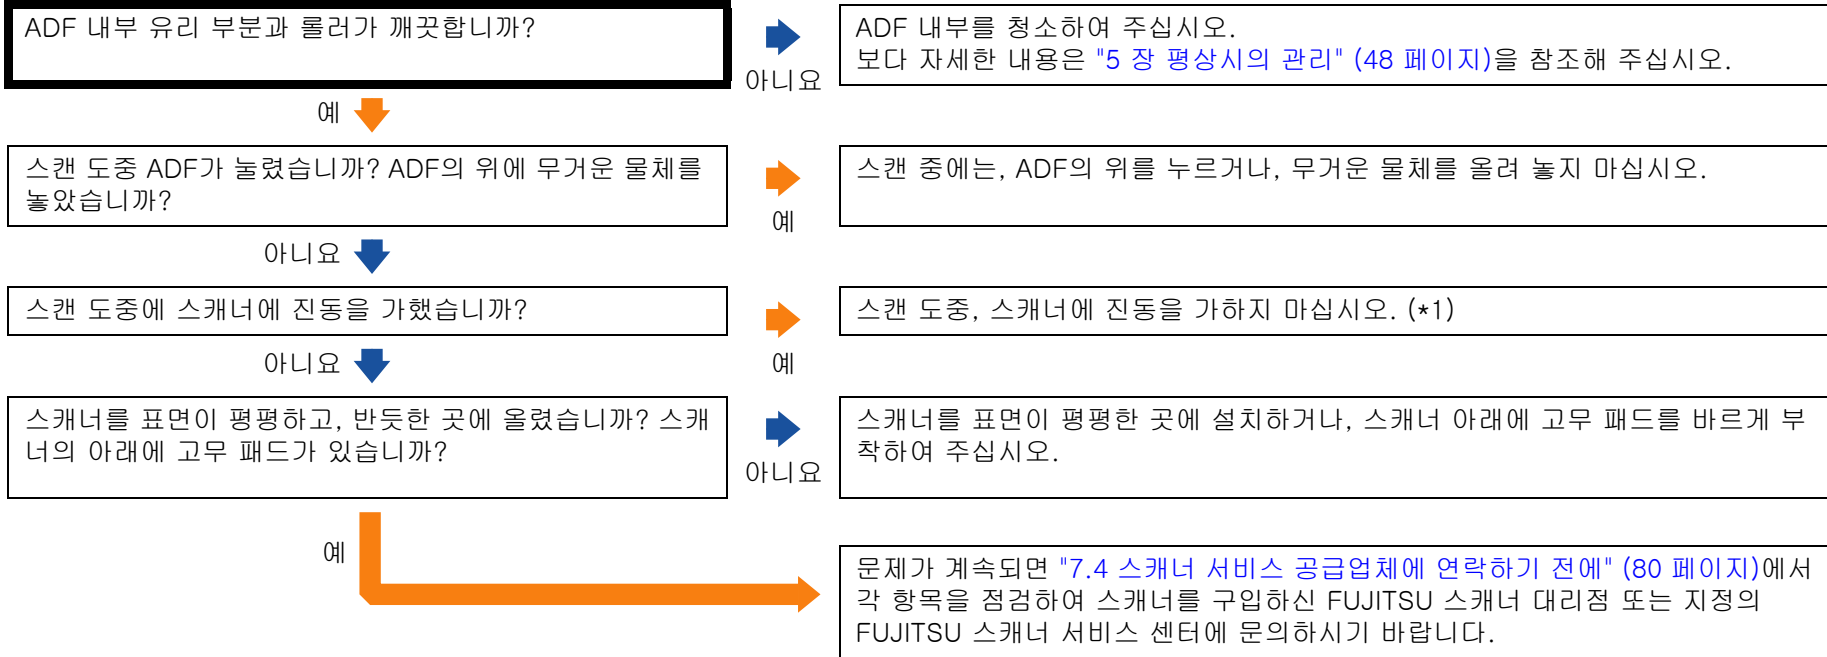 ADF 내부 유리 부분과 롤러가 깨끗합니까?
아니요
ADF 내부를 청소하여 주십시오.
보다 자세한 내용은 "5 장 평상시의 관리" (48 페이지)을 참조해 주십시오.
예
스캔 도중 ADF가 눌렸습니까? ADF의 위에 무거운 물체를
놓았습니까?
예
스캔 중에는, ADF의 위를 누르거나, 무거운 물체를 올려 놓지 마십시오.
아니요
스캔 도중에 스캐너에 진동을 가했습니까?
예
스캔 도중, 스캐너에 진동을 가하지 마십시오. (*1)
아니요
스캐너를 표면이 평평하고, 반듯한 곳에 올렸습니까? 스캐
너의 아래에 고무 패드가 있습니까?
아니요
스캐너를 표면이 평평한 곳에 설치하거나, 스캐너 아래에 고무 패드를 바르게 부
착하여 주십시오.
예
문제가 계속되면 "7.4 스캐너 서비스 공급업체에 연락하기 전에" (80 페이지)에서
각 항목을 점검하여 스캐너를 구입하신 FUJITSU 스캐너 대리점 또는 지정의
FUJITSU 스캐너 서비스 센터에 문의하시기 바랍니다.